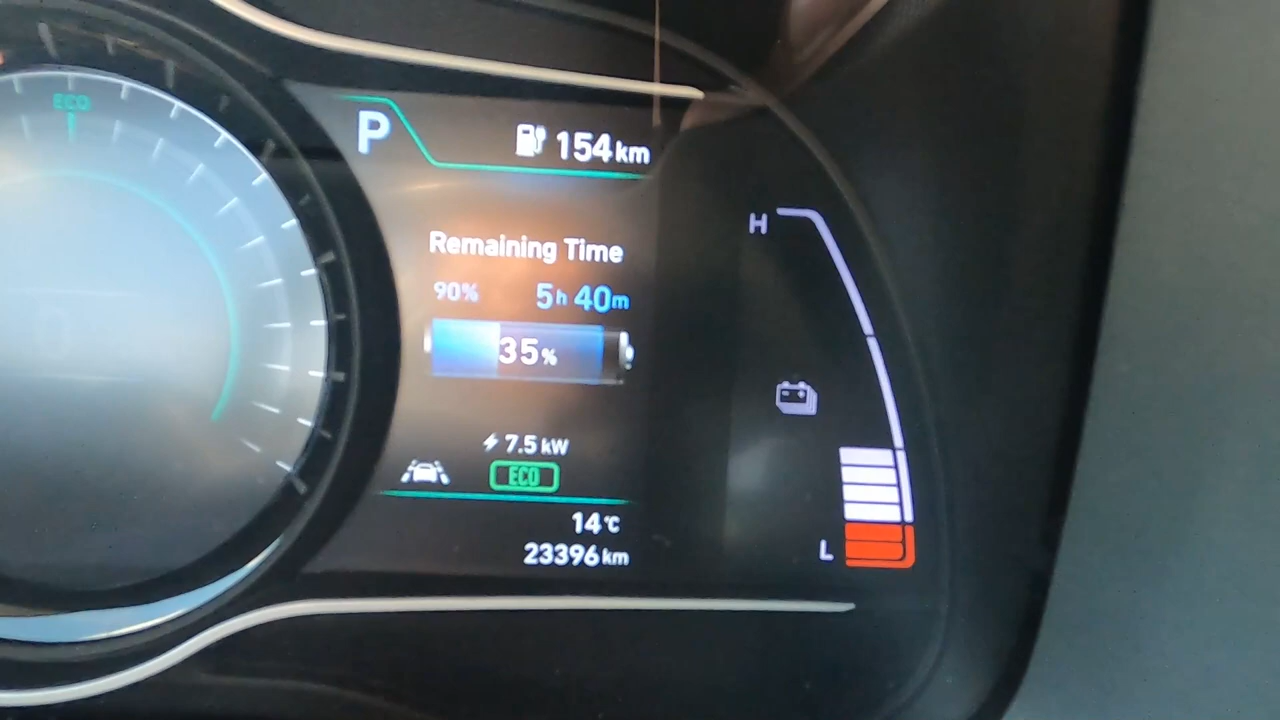 ECO
P
154 km
H
Remaining Time
90% 5h 40m
35%
7.5 kW
ECO
L
14°C
23396 km